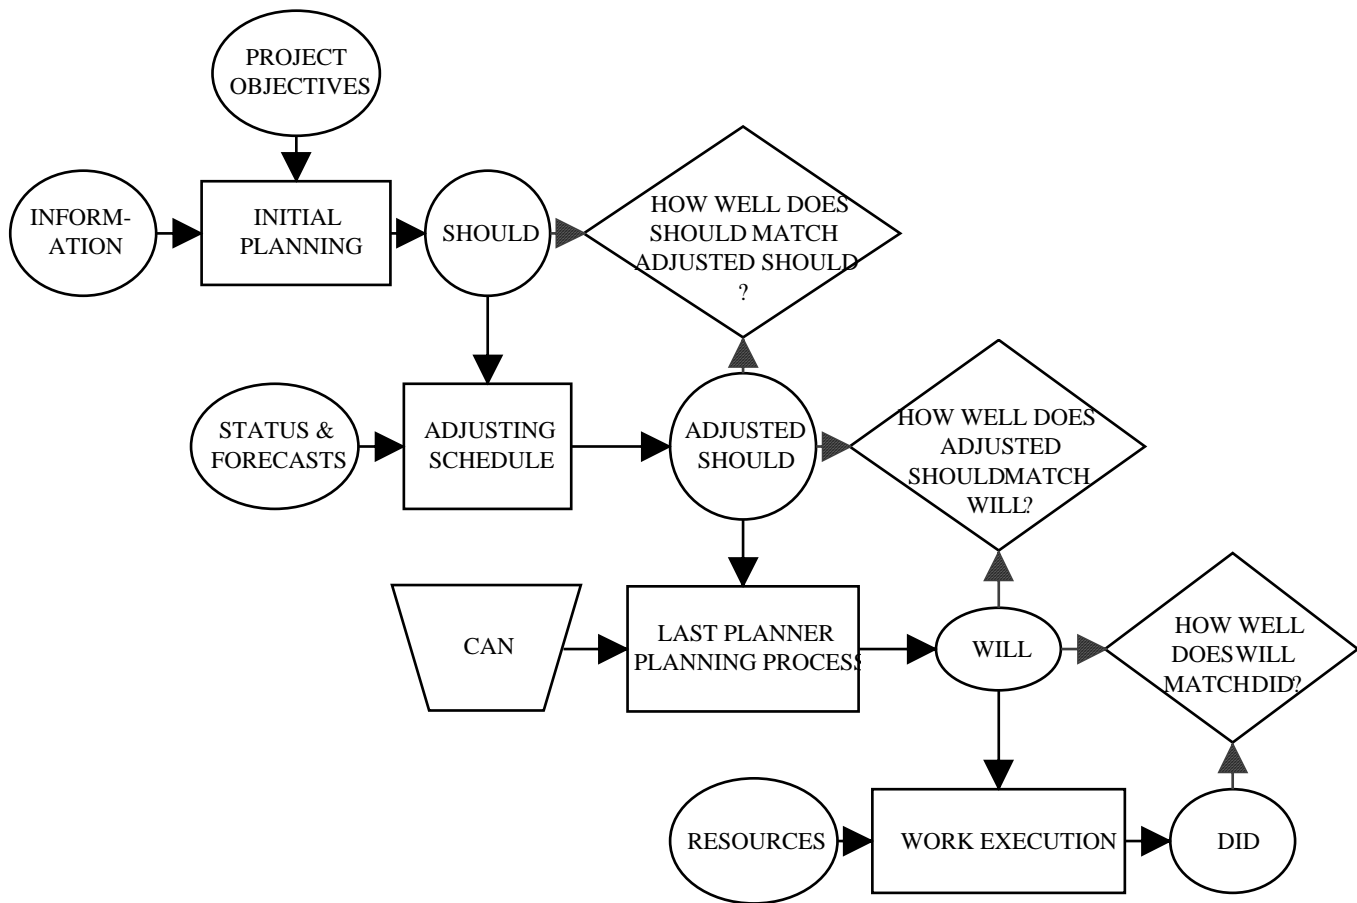 PROJECT
OBJECTIVES
INFORM-
ATION
INITIAL
PLANNING
SHOULD
HOW WELL DOES
SHOULD MATCH
ADJUSTED SHOULD
?
STATUS &
FORECASTS
ADJUSTING
SCHEDULE
ADJUSTED
SHOULD
HOW WELL DOES
ADJUSTED
SHOULDMATCH
WILL?
CAN
LAST PLANNER
PLANNING PROCESS
WILL
HOW WELL
DOESWILL
MATCHDID?
RESOURCES
WORK EXECUTION
DID